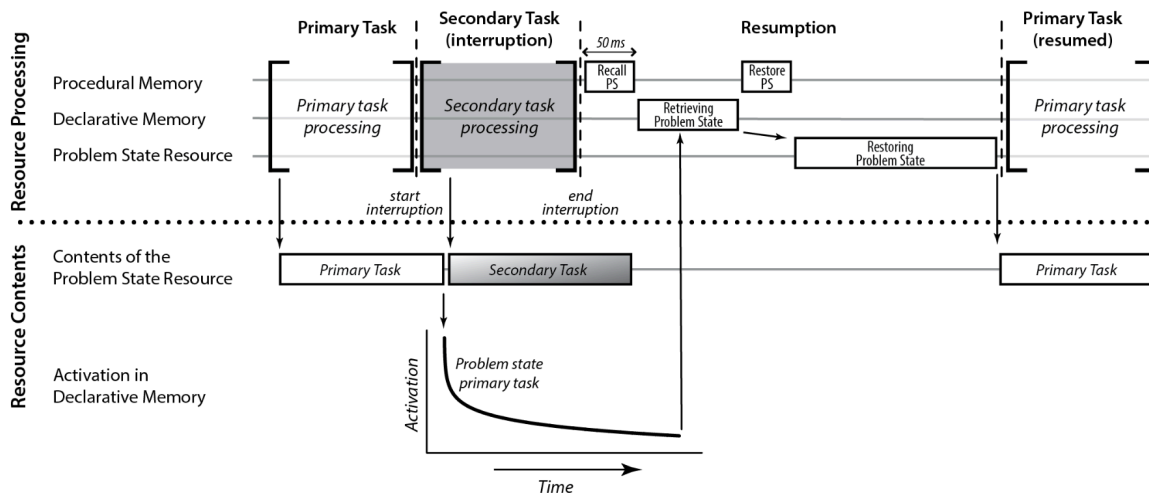 Primary Task
Secondary Task
(interruption)
Resumption
Primary Task
(resumed)
50 ms
Resource Processing
Procedural Memory
Declarative Memory
Problem State Resource
Primary task
processing
Secondary task
processing
Recall
PS
Retrieving
Problem State
Restore
PS
Restoring
Problem State
Primary task
processing
start
interruption
end
interruption
Resource Contents
Contents of the
Problem State Resource
Primary Task
Secondary Task
Primary Task
Activation in
Declarative Memory
Activation
Problem state
primary task
Time